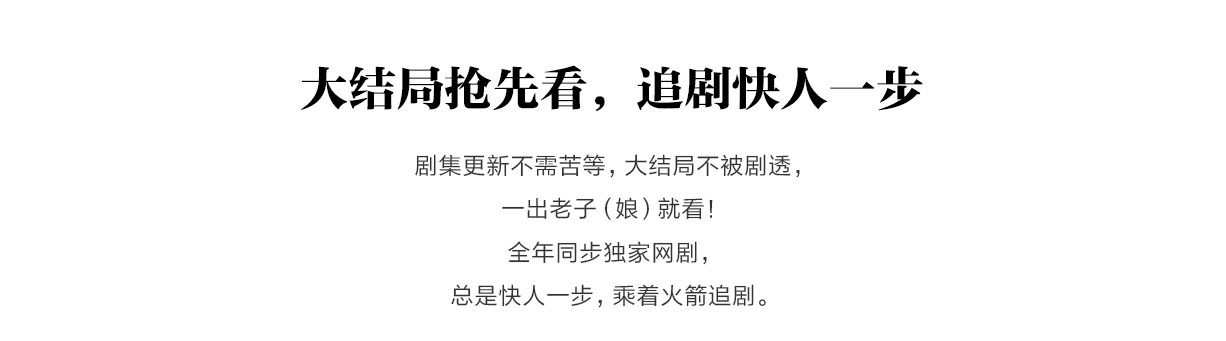 大结局抢先看，追剧快人一步
剧集更新不需苦等，大结局不被剧透，
一出老子（娘）就看！
全年同步独家网剧，
总是快人一步，乘着火箭追剧。